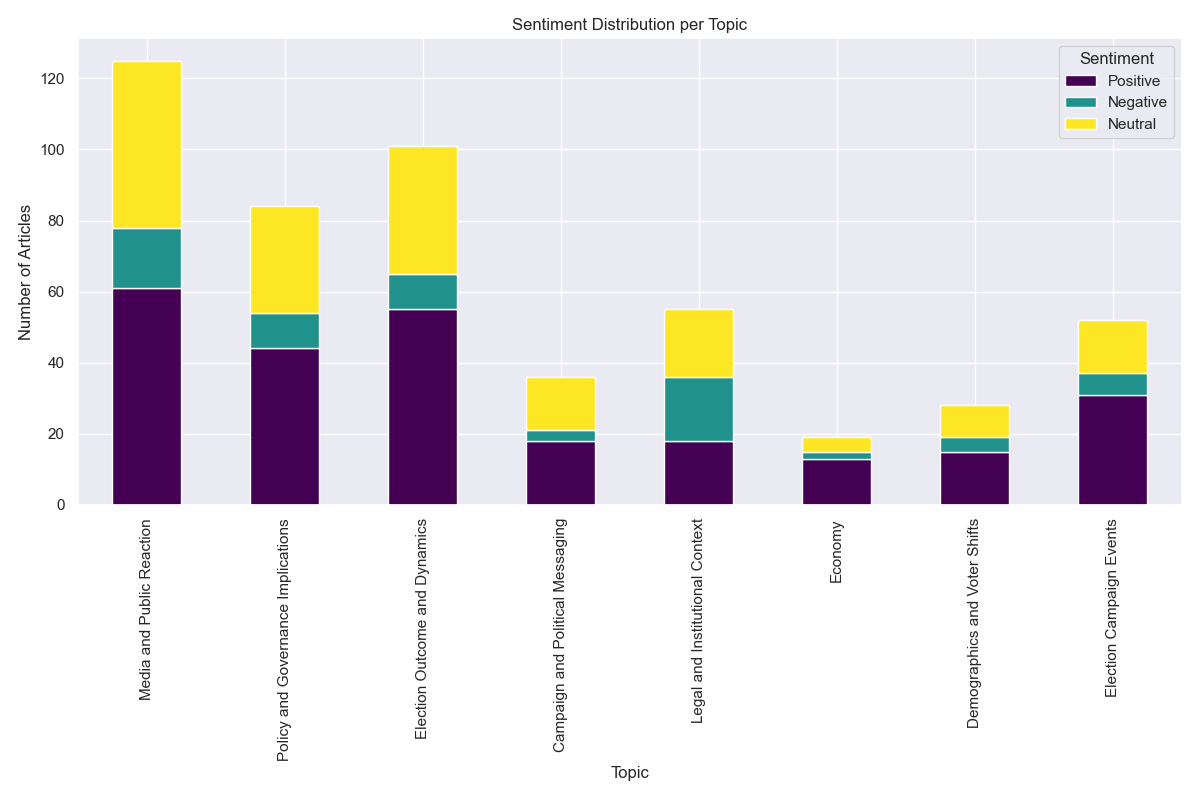 Sentiment Distribution per Topic
Sentiment
Positive
Negative
Neutral
Number of Articles
120
100
80
60
40
20
0
Media and Public Reaction
Policy and Governance Implications
Election Outcome and Dynamics
Campaign and Political Messaging
Legal and Institutional Context
Economy
Demographics and Voter Shifts
Election Campaign Events
Topic